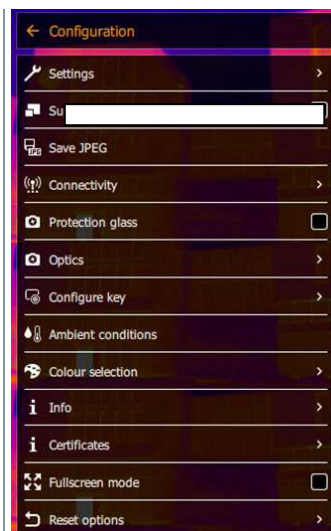 Configuration
Settings
Su
Save JPEG
Connectivity
Protection glass
Optics
Configure key
Ambient conditions
Colour selection
i Info
i Certificates
Fullscreen mode
Reset options